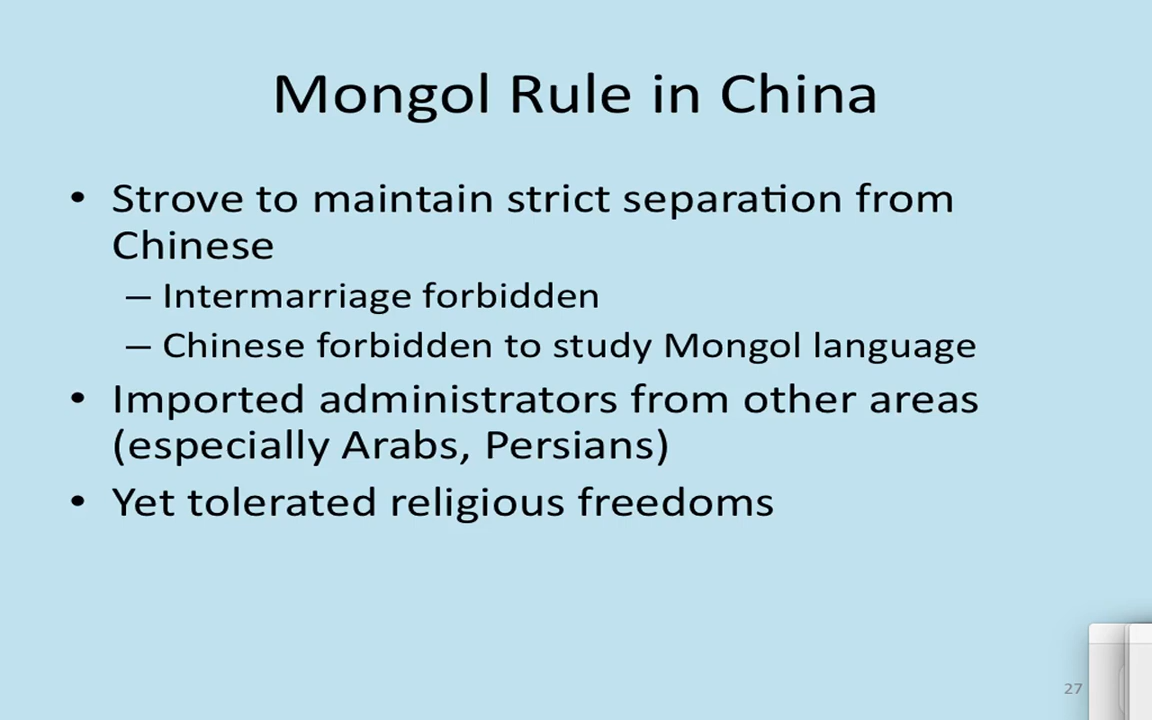 Mongol Rule in China
• Strove to maintain strict separation from
Chinese
– Intermarriage forbidden
– Chinese forbidden to study Mongol language
• Imported administrators from other areas
(especially Arabs, Persians)
• Yet tolerated religious freedoms
27